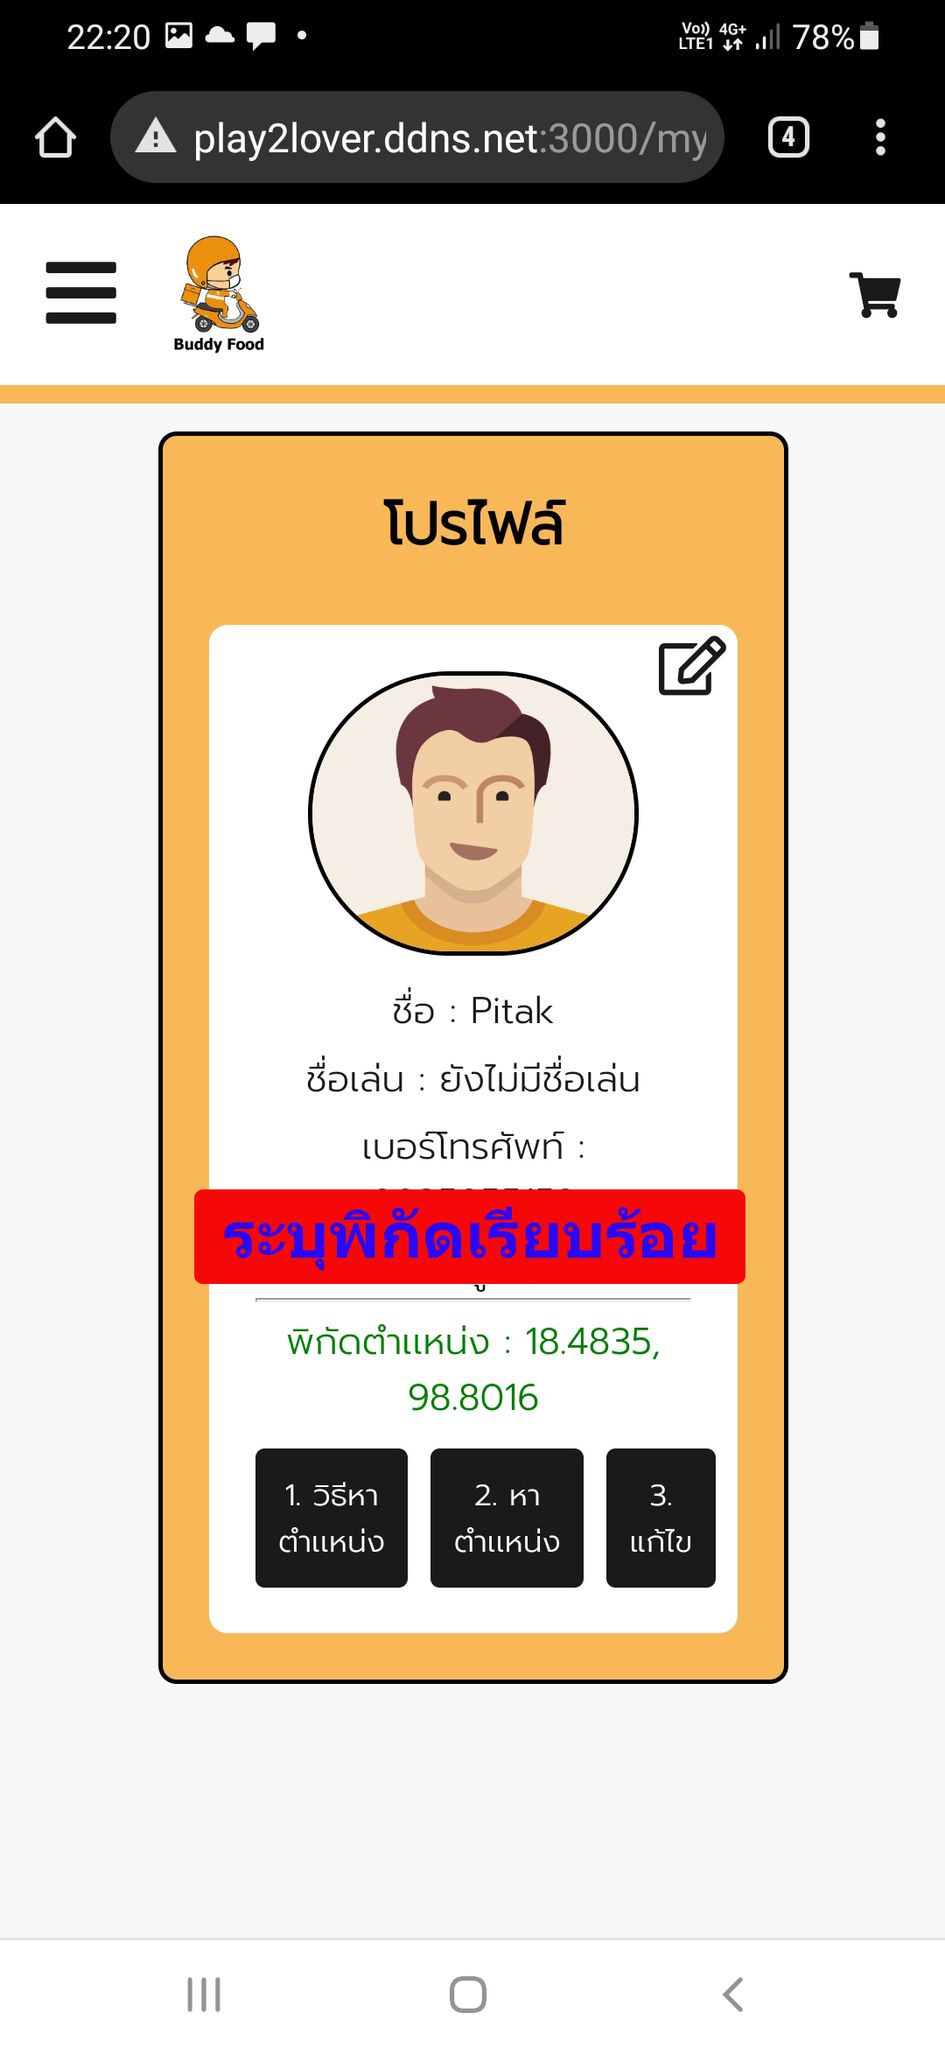 22:20
Vo)) LTE1 4G+ 78%
play2lover.ddns.net:3000/my
4
Buddy Food
โปรไฟล์
ชื่อ : Pitak
ชื่อเล่น : ยังไม่มีชื่อเล่น
เบอร์โทรศัพท์ :
ระบุพิกัดเรียบร้อย
พิกัดตำแหน่ง : 18.4835,
98.8016
1. วิธีหา
ตำแหน่ง
2. หา
ตำแหน่ง
3.
แก้ไข